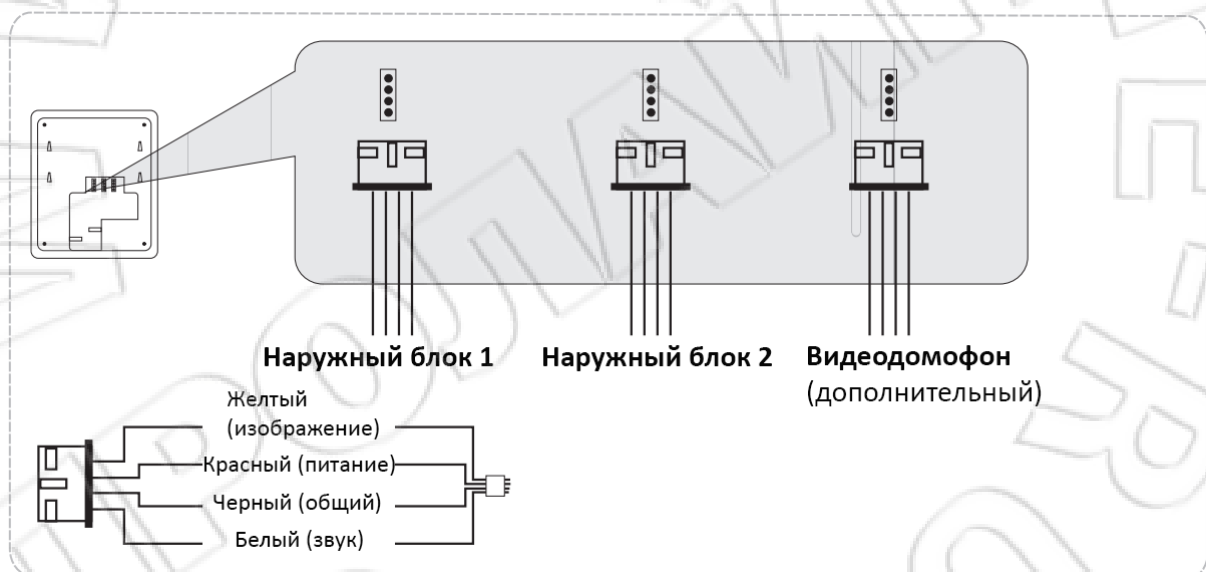 Наружный блок 1
Наружный блок 2
Видеодомофон
(дополнительный)
Желтый
(изображение)
Красный (питание)
Черный (общий)
Белый (звук)